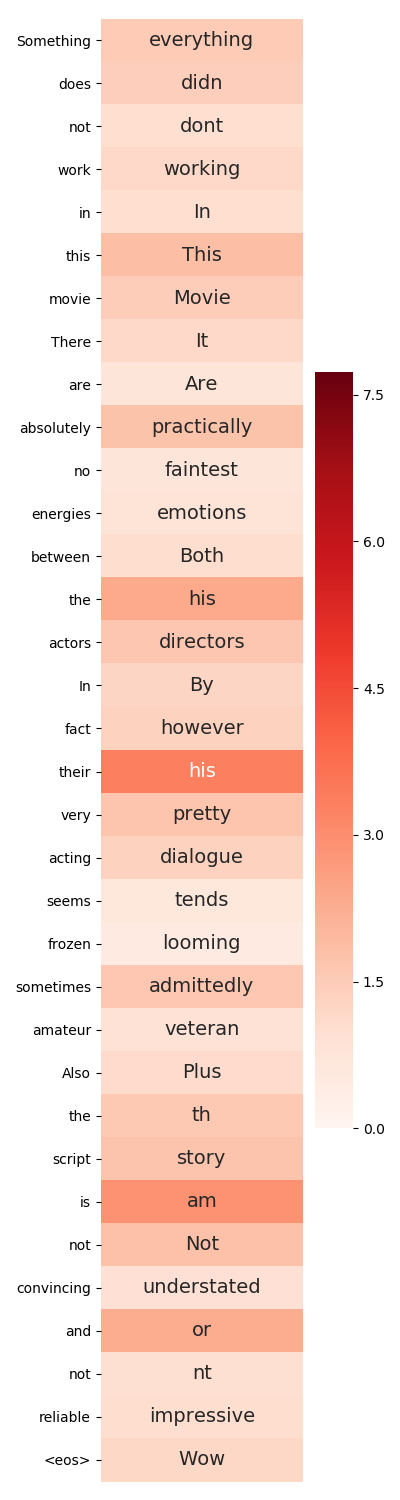 Something everything
does didn
not dont
work working
in In
this This
movie Movie
There It
are Are
absolutely practically
no faintest
energies emotions
between Both
the his
actors directors
In By
fact however
their his
very pretty
acting dialogue
seems tends
frozen looming
sometimes admittedly
amateur veteran
Also Plus
the th
script story
is am
not Not
convincing understated
and or
not nt
reliable impressive
<eos> Wow
7.5
6.0
4.5
3.0
1.5
0.0